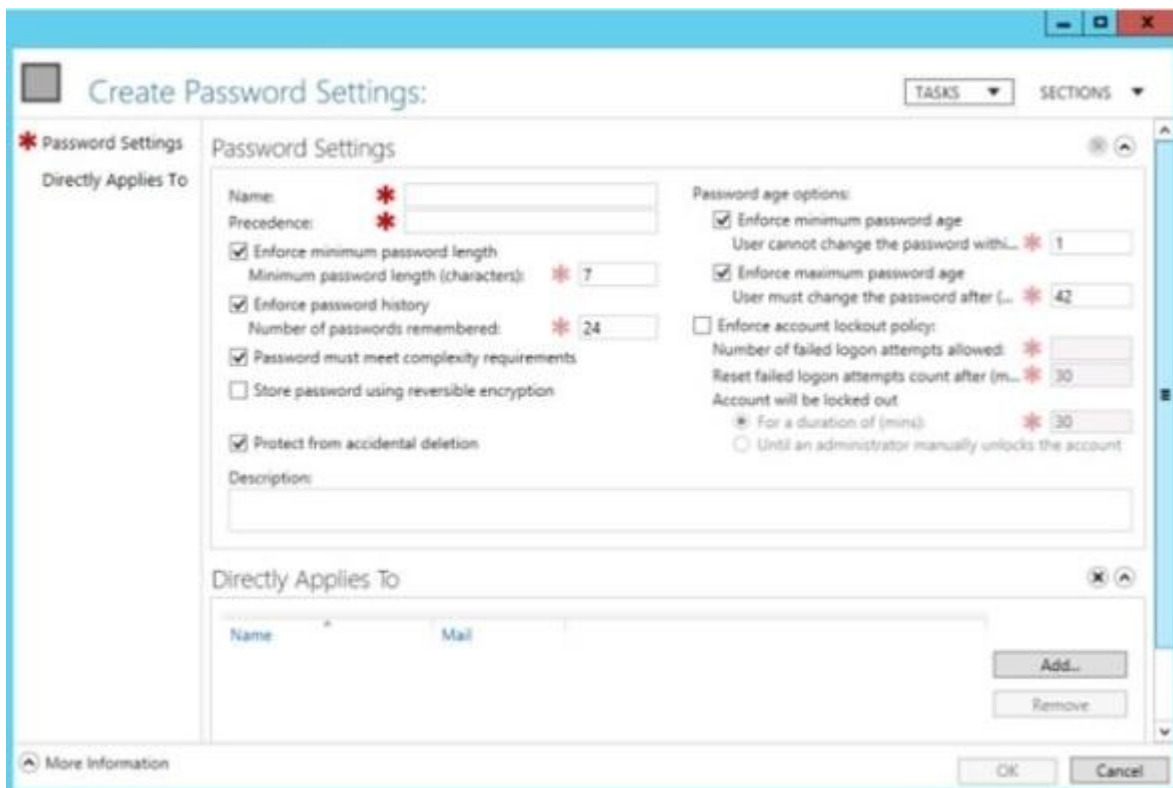 Create Password Settings:
TASKS
SECTIONS
Password Settings
Directly Applies To
Password Settings
Name:
Precedence:
Enforce minimum password length
Minimum password length (characters): 7
Enforce password history
Number of passwords remembered: 24
Password must meet complexity requirements
Store password using reversible encryption
Protect from accidental deletion
Password age options:
Enforce minimum password age
User cannot change the password withi... 1
Enforce maximum password age
User must change the password after (... 42
Enforce account lockout policy:
Number of failed logon attempts allowed:
Reset failed logon attempts count after (m... 30
Account will be locked out
For a duration of (mins): 30
Until an administrator manually unlocks the account
Description:
Directly Applies To
Name Mail
Add...
Remove
More Information
OK Cancel